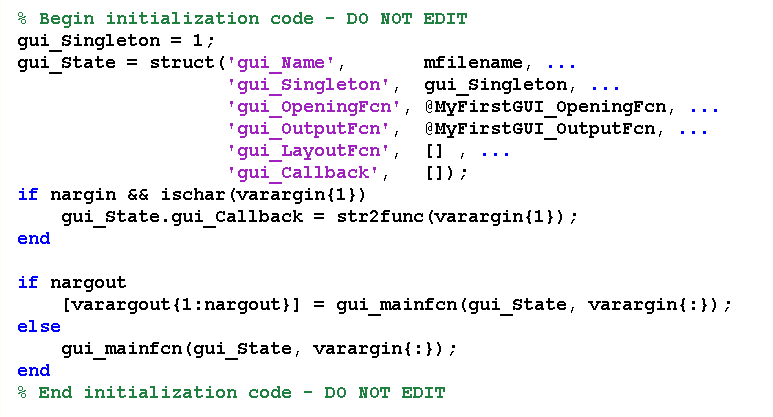 % Begin initialization code - DO NOT EDIT
gui_Singleton = 1;
gui_State = struct('gui_Name',       mfilename, ...
                   'gui_Singleton',  gui_Singleton, ...
                   'gui_OpeningFcn', @MyFirstGUI_OpeningFcn, ...
                   'gui_OutputFcn',  @MyFirstGUI_OutputFcn, ...
                   'gui_LayoutFcn',  [] , ...
                   'gui_Callback',   []);
if nargin && ischar(varargin{1})
    gui_State.gui_Callback = str2func(varargin{1});
end

if nargout
    [varargout{1:nargout}] = gui_mainfcn(gui_State, varargin{:});
else
    gui_mainfcn(gui_State, varargin{:});
end
% End initialization code - DO NOT EDIT